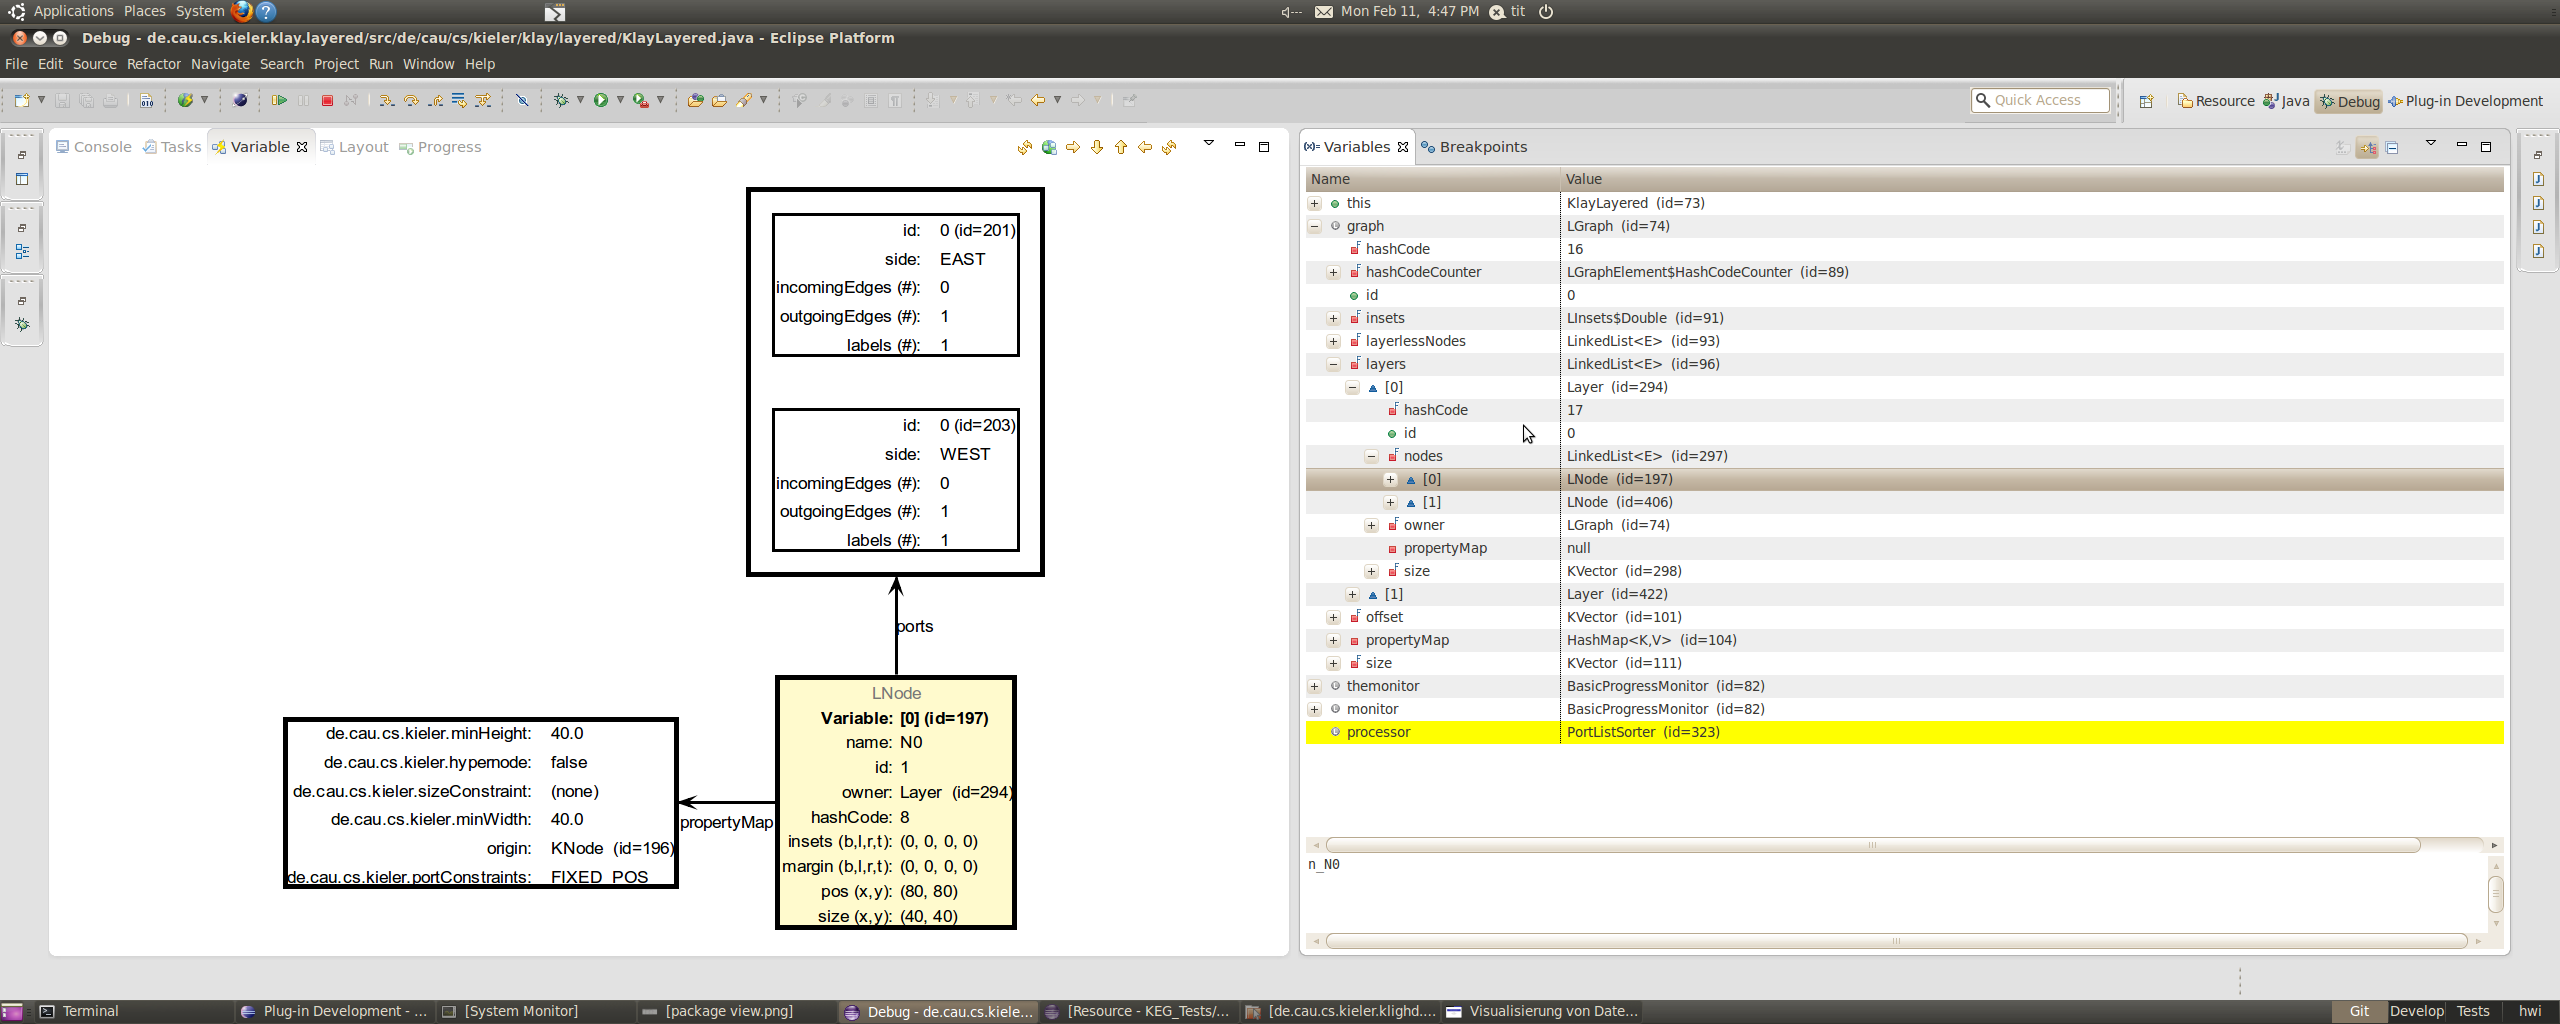 Applications Places System
Mon Feb 11, 4:47 PM tit
Debug - de.cau.cs.kieler.klay.layered/src/de/cau/cs/kieler/klay/layered/KlayLayered.java - Eclipse Platform
File Edit Source Refactor Navigate Search Project Run Window Help
Quick Access
Resource Java Debug Plug-in Development
Console Tasks Variable Layout Progress
id: 0 (id=201)
side: EAST
incomingEdges (#): 0
outgoingEdges (#): 1
labels (#): 1
id: 0 (id=203)
side: WEST
incomingEdges (#): 0
outgoingEdges (#): 1
labels (#): 1
ports
LNode
Variable: [0] (id=197)
name: N0
id: 1
owner: Layer (id=294)
hashCode: 8
insets (b,l,r,t): (0, 0, 0, 0)
margin (b,l,r,t): (0, 0, 0, 0)
pos (x,y): (80, 80)
size (x,y): (40, 40)
propertyMap
de.cau.cs.kieler.minHeight: 40.0
de.cau.cs.kieler.hypernode: false
de.cau.cs.kieler.sizeConstraint: (none)
de.cau.cs.kieler.minWidth: 40.0
origin: KNode (id=196)
de.cau.cs.kieler.portConstraints: FIXED_POS
(x)= Variables Breakpoints
Name Value
this KlayLayered (id=73)
graph LGraph (id=74)
hashCode 16
hashCodeCounter LGraphElement$HashCodeCounter (id=89)
id 0
insets LInsets$Double (id=91)
layerlessNodes LinkedList<E> (id=93)
layers LinkedList<E> (id=96)
[0] Layer (id=294)
hashCode 17
id 0
nodes LinkedList<E> (id=297)
[0] LNode (id=197)
[1] LNode (id=406)
owner LGraph (id=74)
propertyMap null
size KVector (id=298)
[1] Layer (id=422)
offset KVector (id=101)
propertyMap HashMap<K,V> (id=104)
size KVector (id=111)
themonitor BasicProgressMonitor (id=82)
monitor BasicProgressMonitor (id=82)
processor PortListSorter (id=323)
n_N0
Terminal
Plug-in Development - ...
[System Monitor]
[package view.png]
Debug - de.cau.cs.kiele...
[Resource - KEG_Tests/...
[de.cau.cs.kieler.klighd....
Visualisierung von Date...
Git Develop Tests hwi